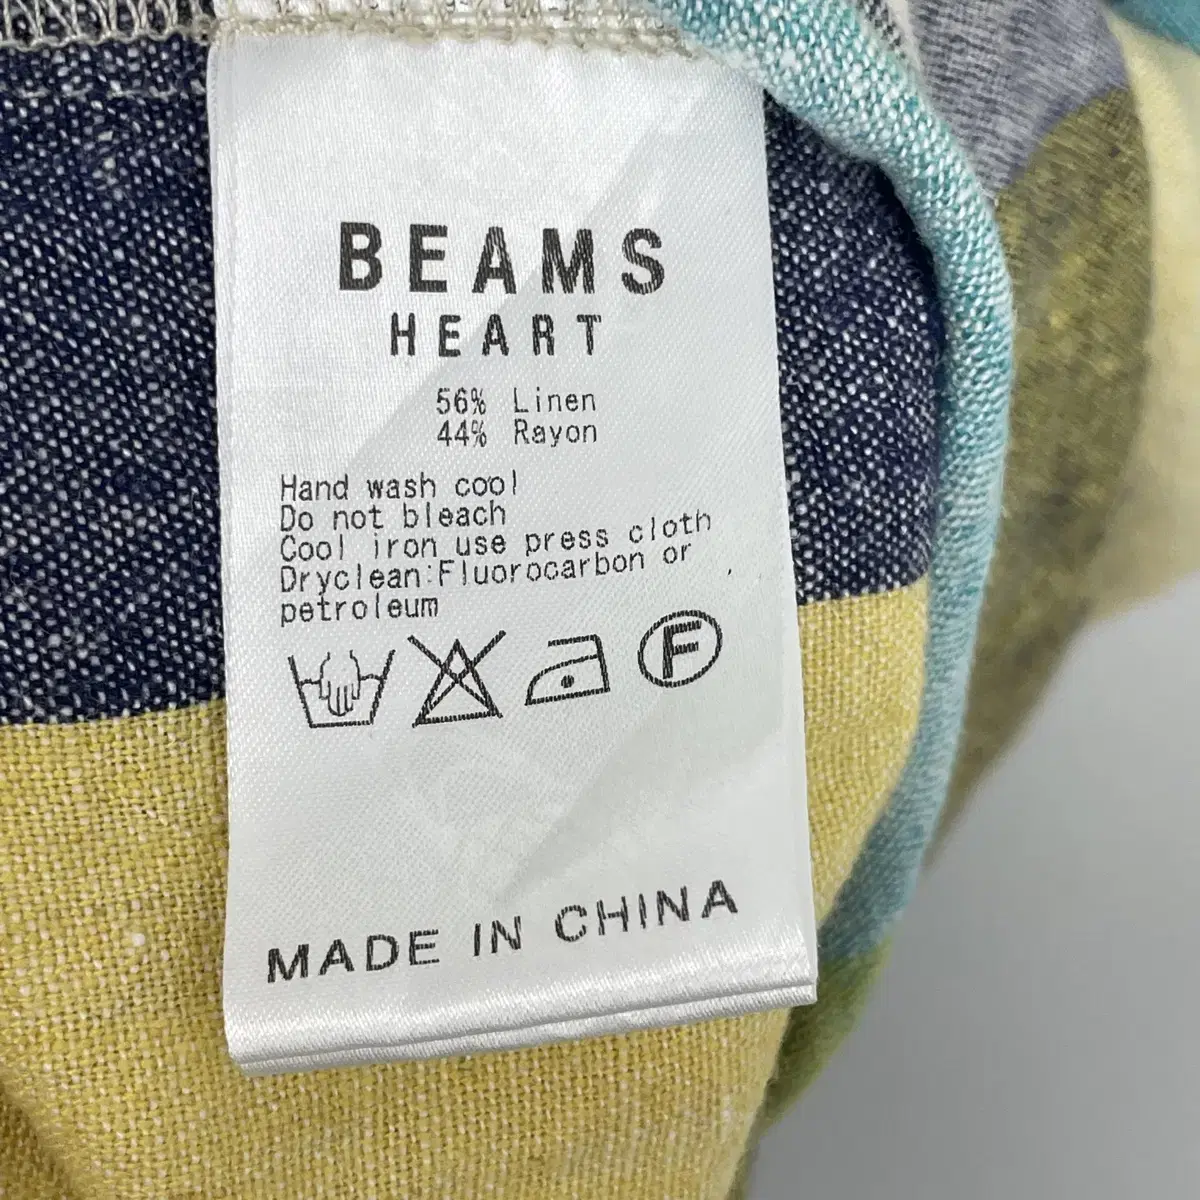 BEAMS
HEART
56% Linen
44% Rayon
Hand wash cool
Do not bleach
Cool iron use press cloth
Dryclean:Fluorocarbon or
petroleum
F
MADE IN CHINA